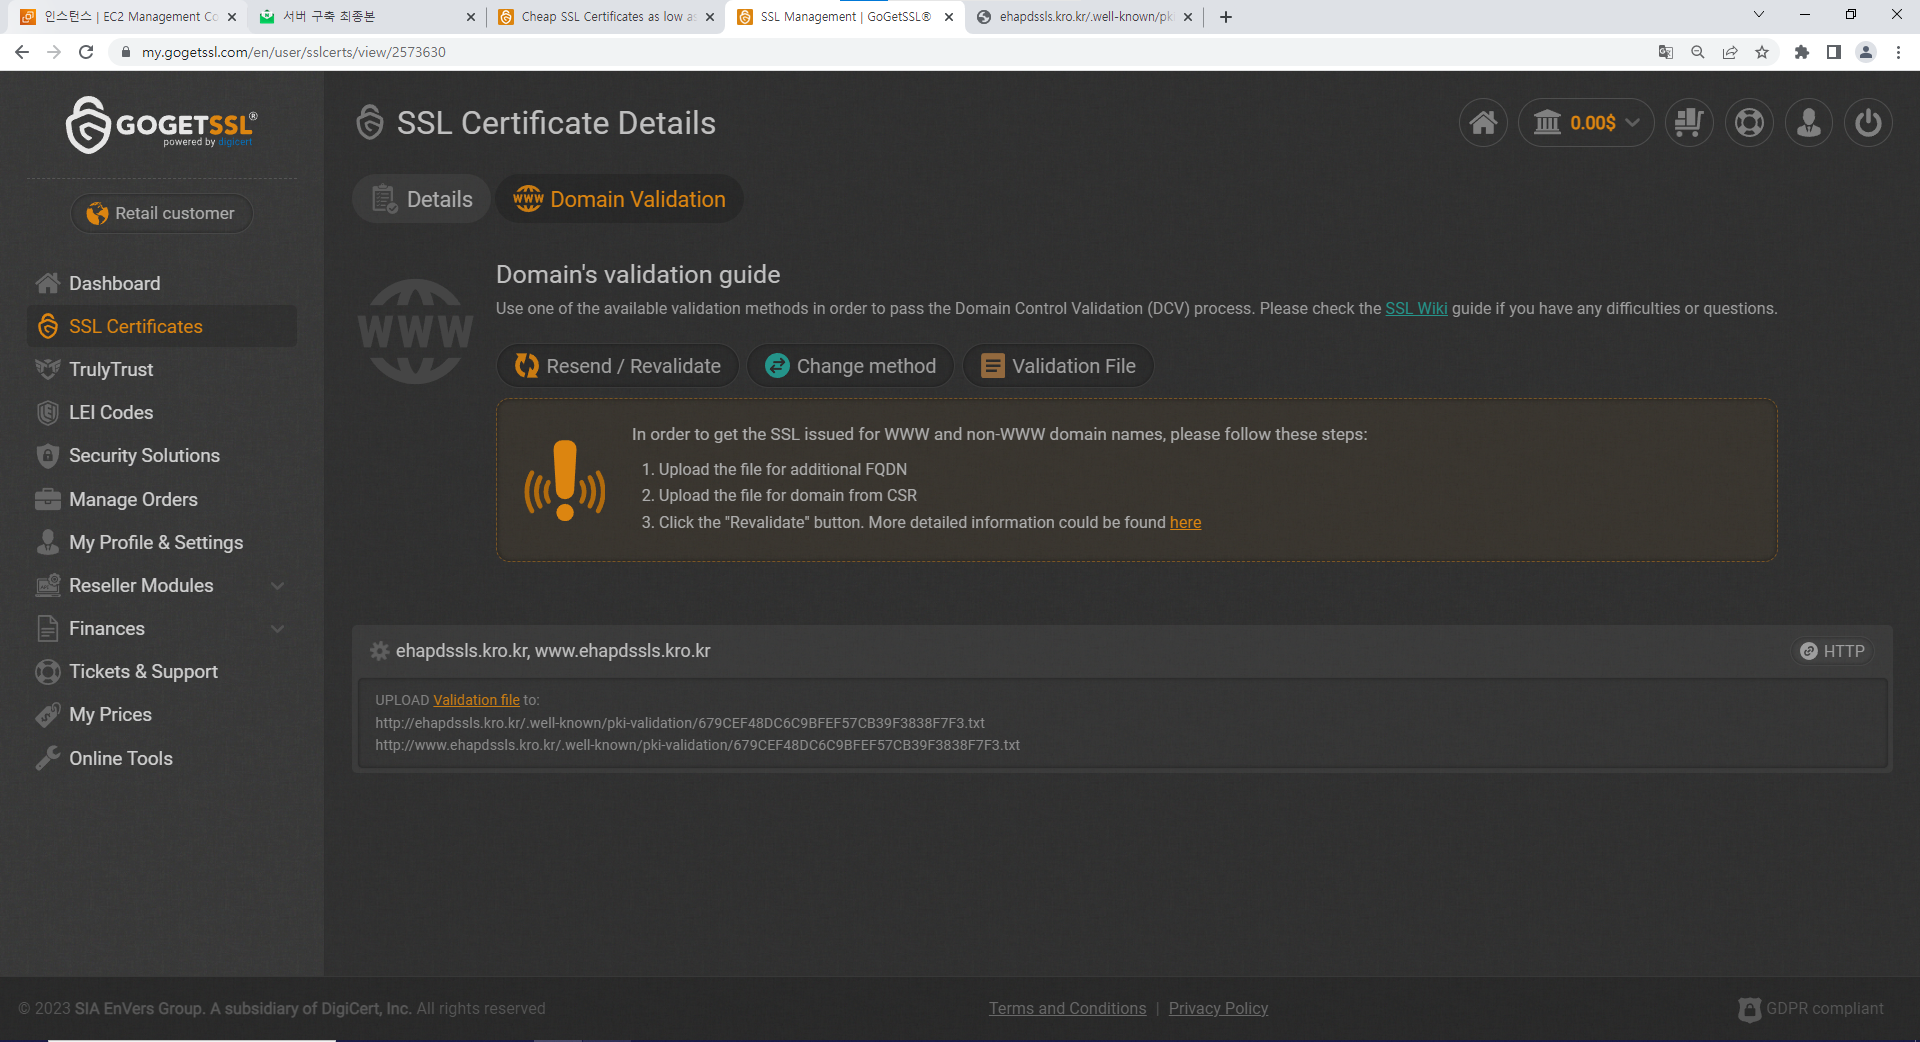 인스턴스 | EC2 Management Co
서버 구축 최종본
Cheap SSL Certificates as low as
SSL Management | GoGetSSL®
ehapdssls.kro.kr/.well-known/pk
my.gogetssl.com/en/user/sslcerts/view/2573630
GOGETSSL®
powered by digicert
Retail customer
Dashboard
SSL Certificates
TrulyTrust
LEI Codes
Security Solutions
Manage Orders
My Profile & Settings
Reseller Modules
Finances
Tickets & Support
My Prices
Online Tools
SSL Certificate Details
0.00$
Details
Domain Validation
WWW
Domain's validation guide
Use one of the available validation methods in order to pass the Domain Control Validation (DCV) process. Please check the SSL Wiki guide if you have any difficulties or questions.
Resend / Revalidate
Change method
Validation File
In order to get the SSL issued for WWW and non-WWW domain names, please follow these steps:
1. Upload the file for additional FQDN
2. Upload the file for domain from CSR
3. Click the "Revalidate" button. More detailed information could be found here
ehapdssls.kro.kr, www.ehapdssls.kro.kr
HTTP
UPLOAD Validation file to:
http://ehapdssls.kro.kr/.well-known/pki-validation/679CEF48DC6C9BFEF57CB39F3838F7F3.txt
http://www.ehapdssls.kro.kr/.well-known/pki-validation/679CEF48DC6C9BFEF57CB39F3838F7F3.txt
© 2023 SIA EnVers Group. A subsidiary of DigiCert, Inc. All rights reserved
Terms and Conditions | Privacy Policy
GDPR compliant